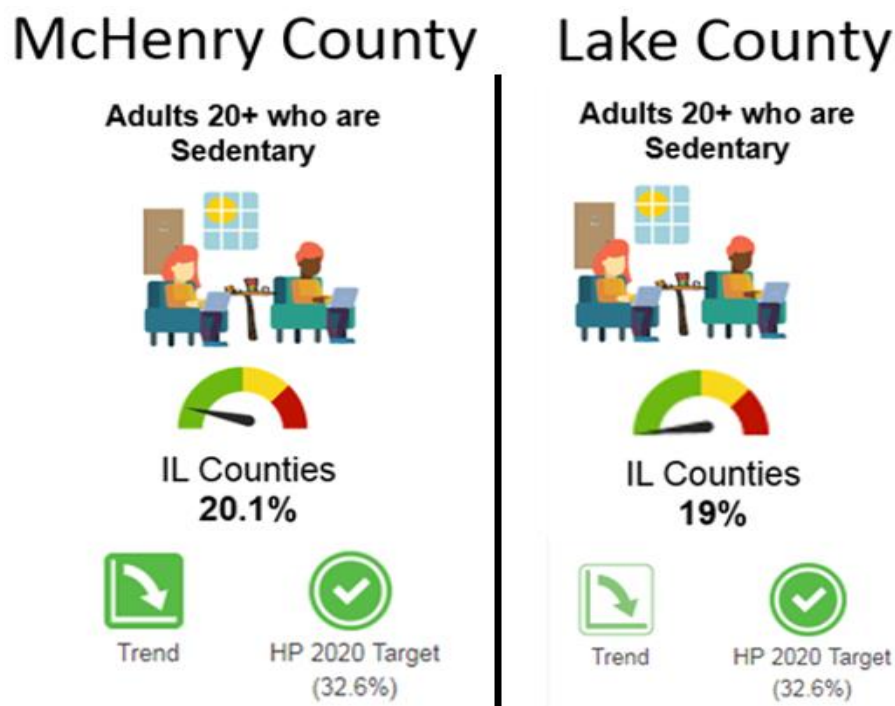 McHenry County
Adults 20+ who are
Sedentary
IL Counties
20.1%
Trend
HP 2020 Target
(32.6%)
Lake County
Adults 20+ who are
Sedentary
IL Counties
19%
Trend
HP 2020 Target
(32.6%)